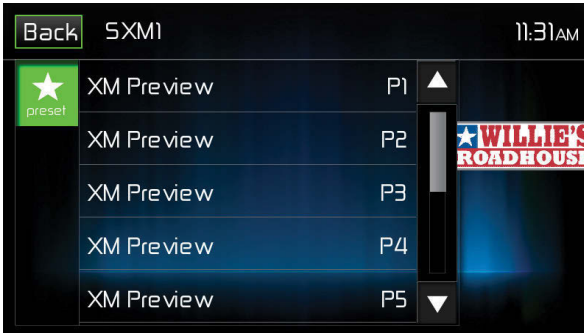 Back SXM1 11:31AM
preset
XM Preview P1
XM Preview P2
XM Preview P3
XM Preview P4
XM Preview P5
WILLIE'S
ROADHOUSE